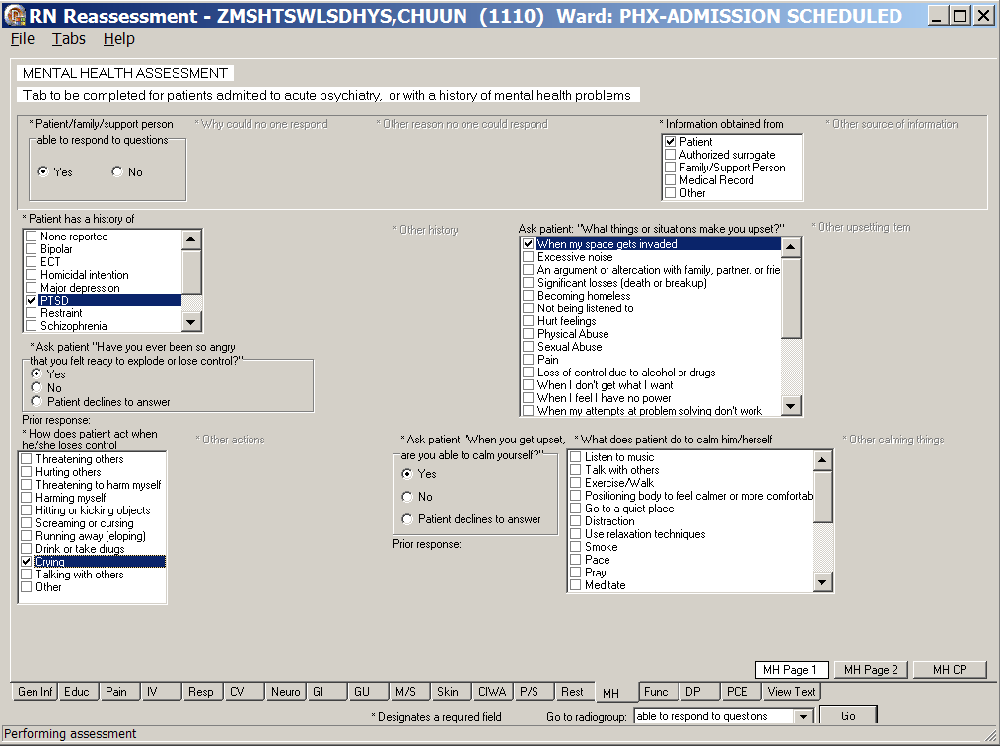 RN Reassessment - ZMSHTSWLSDHYS,CHUUN (1110) Ward: PHX-ADMISSION SCHEDULED
File Tabs Help
MENTAL HEALTH ASSESSMENT
Tab to be completed for patients admitted to acute psychiatry, or with a history of mental health problems
* Patient/family/support person
able to respond to questions
Yes No
* Why could no one respond
* Other reason no one could respond
* Information obtained from
Patient
Authorized surrogate
Family/Support Person
Medical Record
Other
* Other source of information
* Patient has a history of
None reported
Bipolar
ECT
Homicidal intention
Major depression
PTSD
Restraint
Schizophrenia
* Other history
Ask patient: "What things or situations make you upset?"
When my space gets invaded
Excessive noise
An argument or altercation with family, partner, or frie
Significant losses (death or breakup)
Becoming homeless
Not being listened to
Hurt feelings
Physical Abuse
Sexual Abuse
Pain
Loss of control due to alcohol or drugs
When I don't get what I want
When I feel I have no power
When my attempts at problem solving don't work
* Other upsetting item
* Ask patient "Have you ever been so angry
that you felt ready to explode or lose control?"
Yes
No
Patient declines to answer
Prior response:
* How does patient act when
he/she loses control
Threatening others
Hurting others
Threatening to harm myself
Harming myself
Hitting or kicking objects
Screaming or cursing
Running away (eloping)
Drink or take drugs
Crying
Talking with others
Other
* Other actions
* Ask patient "When you get upset,
are you able to calm yourself?"
Yes
No
Patient declines to answer
Prior response:
* What does patient do to calm him/herself
Listen to music
Talk with others
Exercise/Walk
Positioning body to feel calmer or more comfortab
Go to a quiet place
Distraction
Use relaxation techniques
Smoke
Pace
Pray
Meditate
* Other calming things
MH Page 1 MH Page 2 MH CP
Gen Inf Educ Pain IV Resp CV Neuro GI GU M/S Skin CIWA P/S Rest MH Func DP PCE View Text
* Designates a required field
Go to radiogroup: able to respond to questions Go
Performing assessment